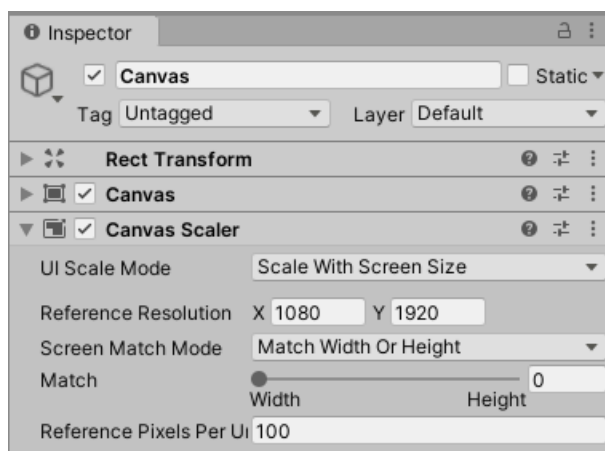 Inspector
Canvas Static
Tag Untagged Layer Default
Rect Transform
Canvas
Canvas Scaler
UI Scale Mode Scale With Screen Size
Reference Resolution X 1080 Y 1920
Screen Match Mode Match Width Or Height
Match 0
Width Height
Reference Pixels Per U 100